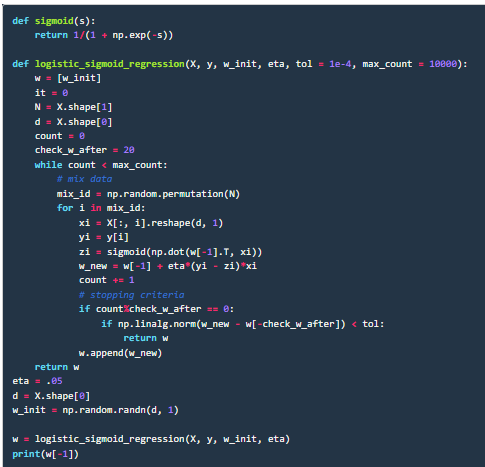 def sigmoid(s):
    return 1/(1 + np.exp(-s))

def logistic_sigmoid_regression(X, y, w_init, eta, tol = 1e-4, max_count = 10000):
    w = [w_init]
    it = 0
    N = X.shape[1]
    d = X.shape[0]
    count = 0
    check_w_after = 20
    while count < max_count:
        # mix data
        mix_id = np.random.permutation(N)
        for i in mix_id:
            xi = X[:, i].reshape(d, 1)
            yi = y[i]
            zi = sigmoid(np.dot(w[-1].T, xi))
            w_new = w[-1] + eta*(yi - zi)*xi
            count += 1
            # stopping criteria
            if count%check_w_after == 0:
                if np.linalg.norm(w_new - w[-check_w_after]) < tol:
                    return w
            w.append(w_new)
    return w
eta = .05
d = X.shape[0]
w_init = np.random.randn(d, 1)

w = logistic_sigmoid_regression(X, y, w_init, eta)
print(w[-1])